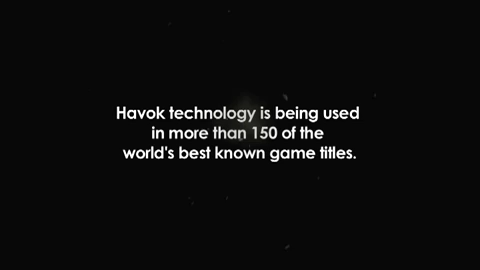 Havok technology is being used
in more than 150 of the
world's best known game titles.